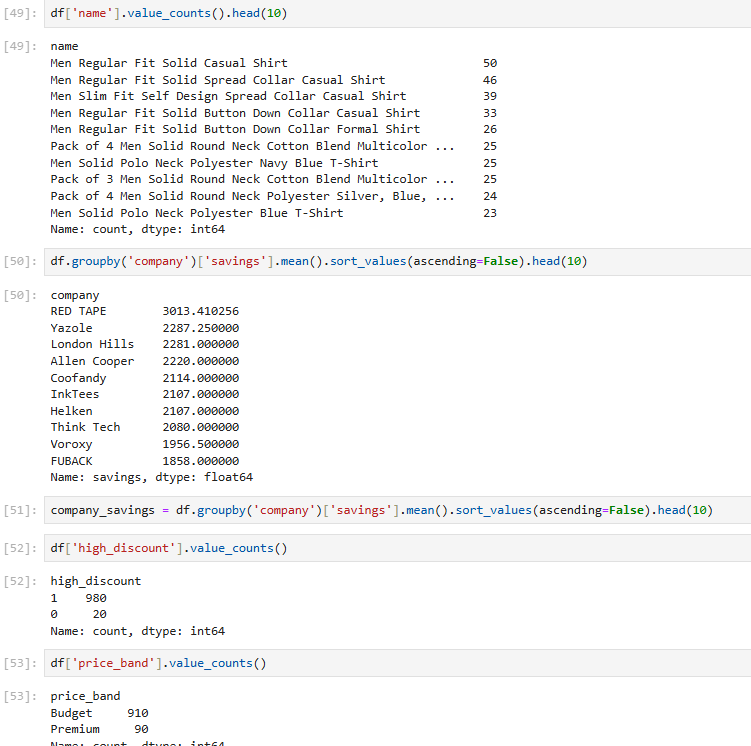 [49]: df['name'].value_counts().head(10)
[49]: name
Men Regular Fit Solid Casual Shirt 50
Men Regular Fit Solid Spread Collar Casual Shirt 46
Men Slim Fit Self Design Spread Collar Casual Shirt 39
Men Regular Fit Solid Button Down Collar Casual Shirt 33
Men Regular Fit Solid Button Down Collar Formal Shirt 26
Pack of 4 Men Solid Round Neck Cotton Blend Multicolor ... 25
Men Solid Polo Neck Polyester Navy Blue T-Shirt 25
Pack of 3 Men Solid Round Neck Cotton Blend Multicolor ... 25
Pack of 4 Men Solid Round Neck Polyester Silver, Blue, ... 24
Men Solid Polo Neck Polyester Blue T-Shirt 23
Name: count, dtype: int64
[50]: df.groupby('company')['savings'].mean().sort_values(ascending=False).head(10)
[50]: company
RED TAPE 3013.410256
Yazole 2287.250000
London Hills 2281.000000
Allen Cooper 2220.000000
Coofandy 2114.000000
InkTees 2107.000000
Helken 2107.000000
Think Tech 2080.000000
Voroxy 1956.500000
FUBACK 1858.000000
Name: savings, dtype: float64
[51]: company_savings = df.groupby('company')['savings'].mean().sort_values(ascending=False).head(10)
[52]: df['high_discount'].value_counts()
[52]: high_discount
1 980
0 20
Name: count, dtype: int64
[53]: df['price_band'].value_counts()
[53]: price_band
Budget 910
Premium 90
Name: count, dtype: int64